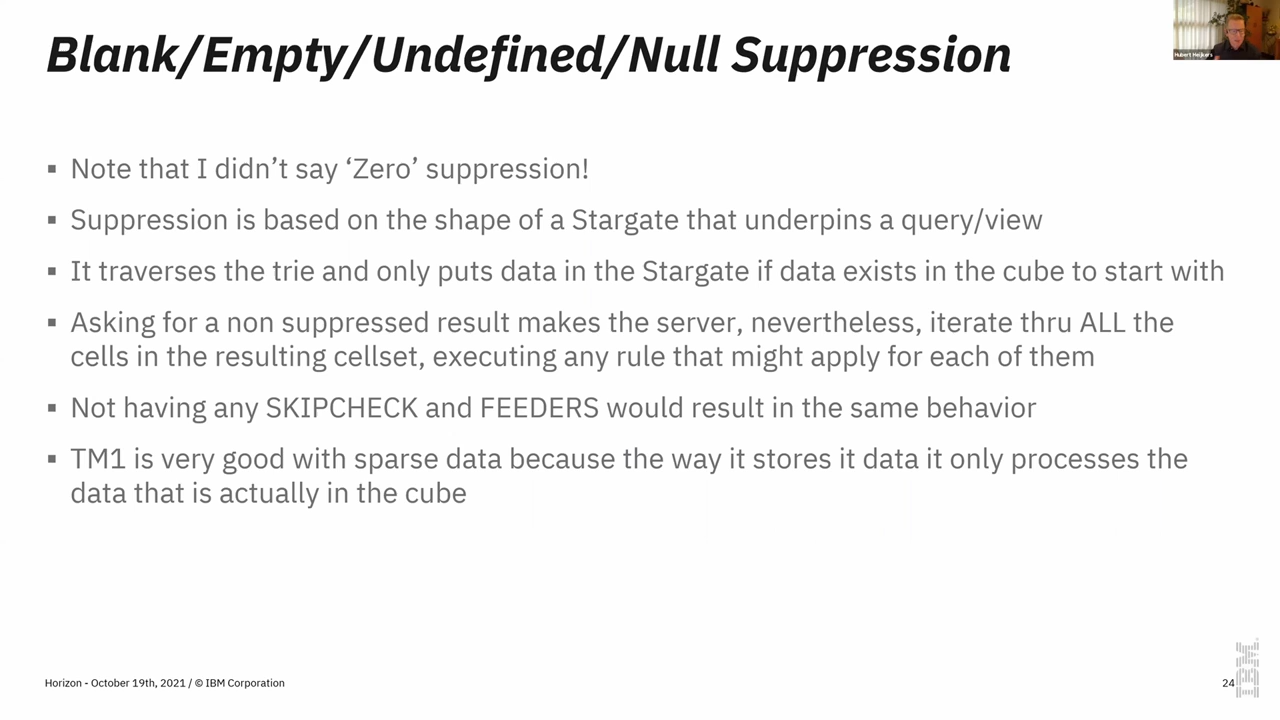 Blank/Empty/Undefined/Null Suppression
Hubert Heijkers
▪ Note that I didn’t say ‘Zero’ suppression!
▪ Suppression is based on the shape of a Stargate that underpins a query/view
▪ It traverses the trie and only puts data in the Stargate if data exists in the cube to start with
▪ Asking for a non suppressed result makes the server, nevertheless, iterate thru ALL the
cells in the resulting cellset, executing any rule that might apply for each of them
▪ Not having any SKIPCHECK and FEEDERS would result in the same behavior
▪ TM1 is very good with sparse data because the way it stores it data it only processes the
data that is actually in the cube
Horizon - October 19th, 2021 / © IBM Corporation
24
IBM